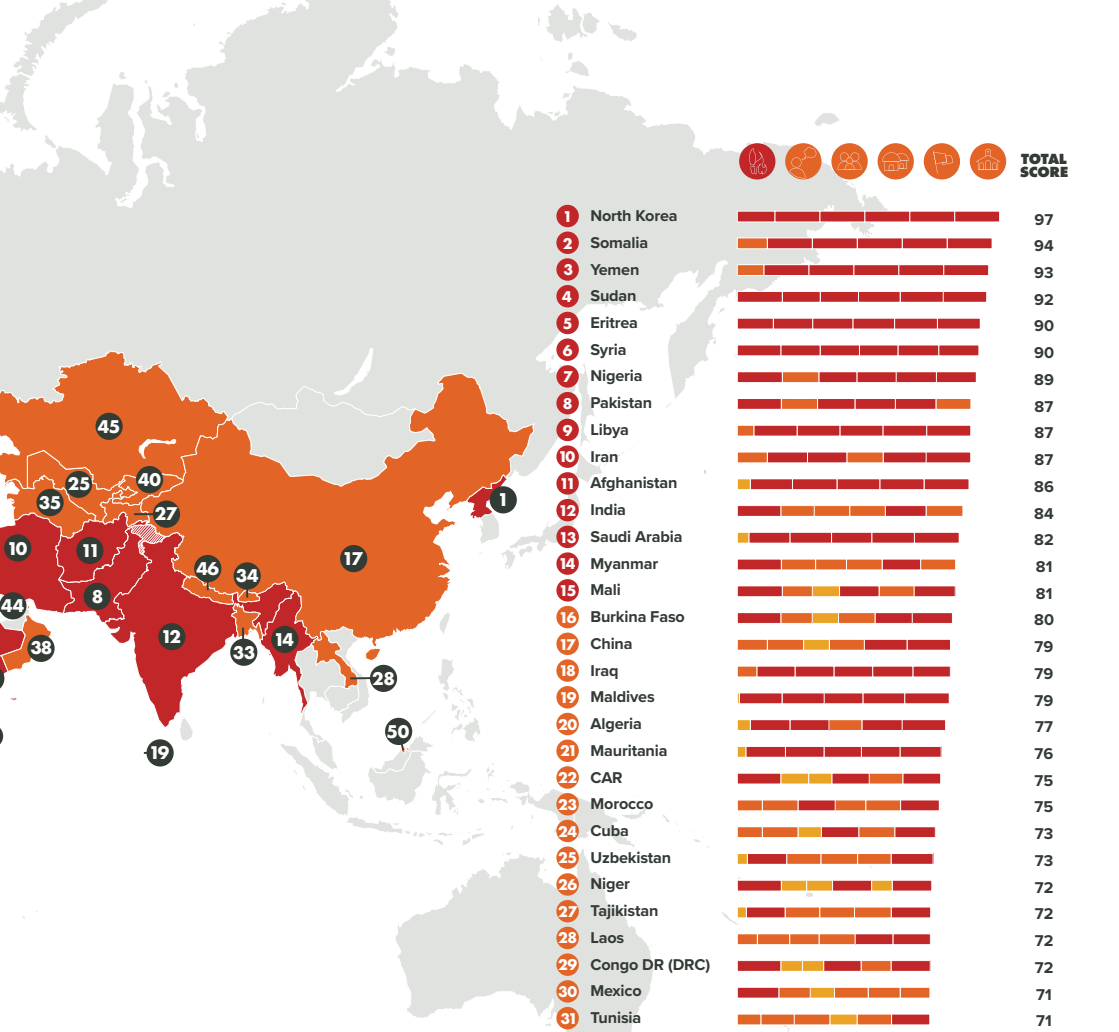 TOTAL
SCORE
1 North Korea 97
2 Somalia 94
3 Yemen 93
4 Sudan 92
5 Eritrea 90
6 Syria 90
7 Nigeria 89
8 Pakistan 87
9 Libya 87
10 Iran 87
11 Afghanistan 86
12 India 84
13 Saudi Arabia 82
14 Myanmar 81
15 Mali 81
16 Burkina Faso 80
17 China 79
18 Iraq 79
19 Maldives 79
20 Algeria 77
21 Mauritania 76
22 CAR 75
23 Morocco 75
24 Cuba 73
25 Uzbekistan 73
26 Niger 72
27 Tajikistan 72
28 Laos 72
29 Congo DR (DRC) 72
30 Mexico 71
31 Tunisia 71
45
25
40
35
27
1
10
11
17
46
34
8
44
12
14
38
33
28
50
19